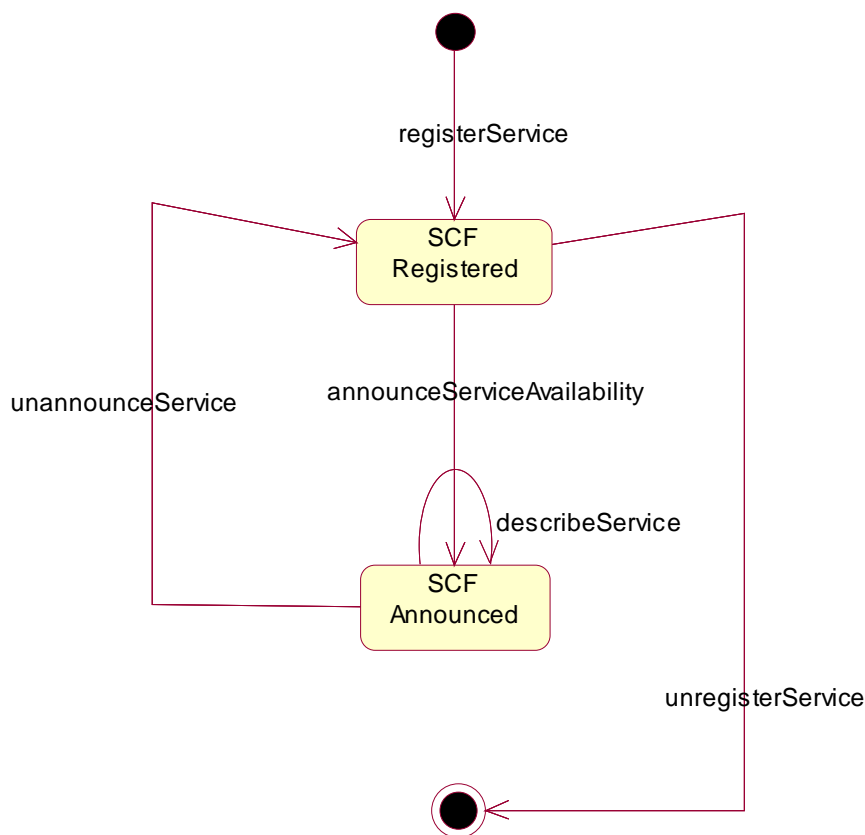 registerService
SCF
Registered
announceServiceAvailability
unannounceService
describeService
SCF
Announced
unregisterService